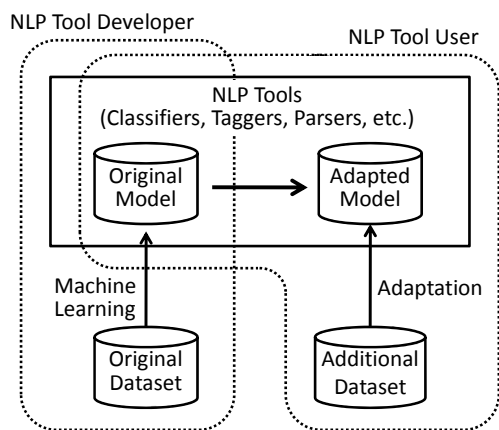 NLP Tool Developer
NLP Tool User
NLP Tools
(Classifiers, Taggers, Parsers, etc.)
Original
Model
Adapted
Model
Machine
Learning
Adaptation
Original
Dataset
Additional
Dataset